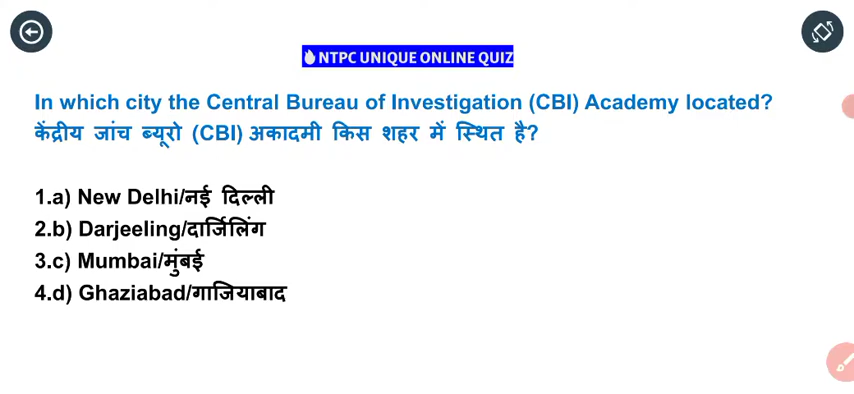 NTPC UNIQUE ONLINE QUIZ
In which city the Central Bureau of Investigation (CBI) Academy located?
केंद्रीय जांच ब्यूरो (CBI) अकादमी किस शहर में स्थित है?
1.a) New Delhi/नई दिल्ली
2.b) Darjeeling/दार्जिलिंग
3.c) Mumbai/मुंबई
4.d) Ghaziabad/गाजियाबाद